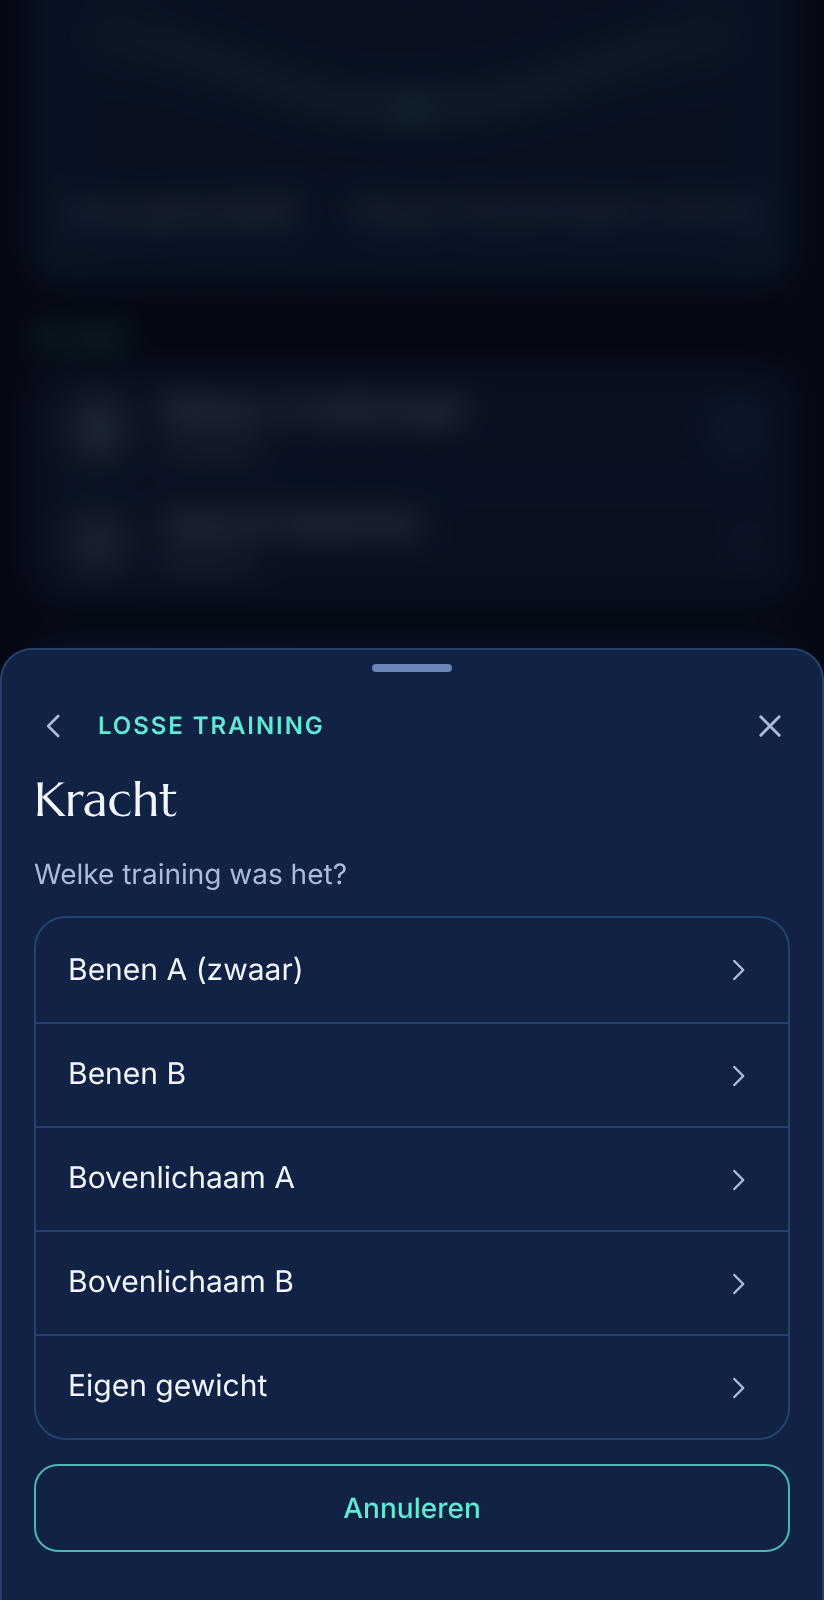 LOSSE TRAINING
Kracht
Welke training was het?
Benen A (zwaar)
Benen B
Bovenlichaam A
Bovenlichaam B
Eigen gewicht
Annuleren